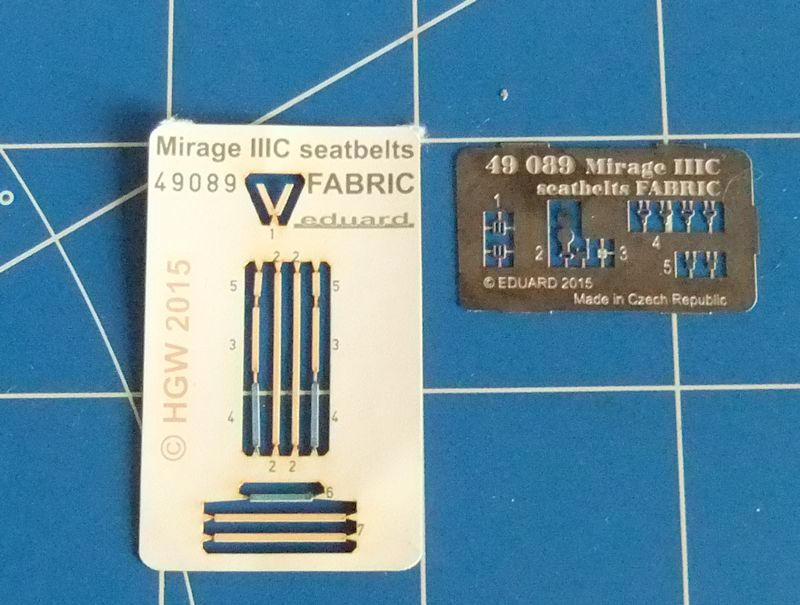 Mirage IIIC seatbelts
49089 FABRIC
eduard
1
2 2
5 5
3 3
4 4
2 2
6
7
© HGW 2015
49 089 Mirage IIIC
seatbelts FABRIC
1
2
3
4
5
© EDUARD 2015
Made in Czech Republic